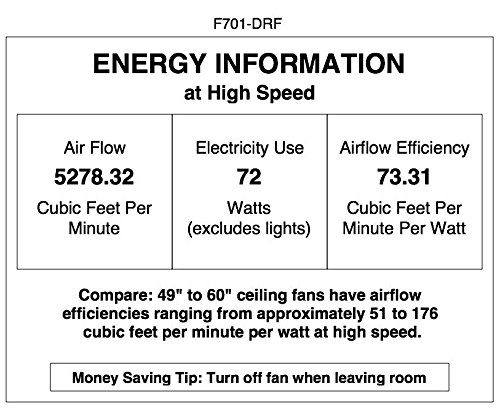 F701-DRF
ENERGY INFORMATION
at High Speed
Air Flow
5278.32
Cubic Feet Per
Minute
Electricity Use
72
Watts
(excludes lights)
Airflow Efficiency
73.31
Cubic Feet Per
Minute Per Watt
Compare: 49" to 60" ceiling fans have airflow
efficiencies ranging from approximately 51 to 176
cubic feet per minute per watt at high speed.
Money Saving Tip: Turn off fan when leaving room